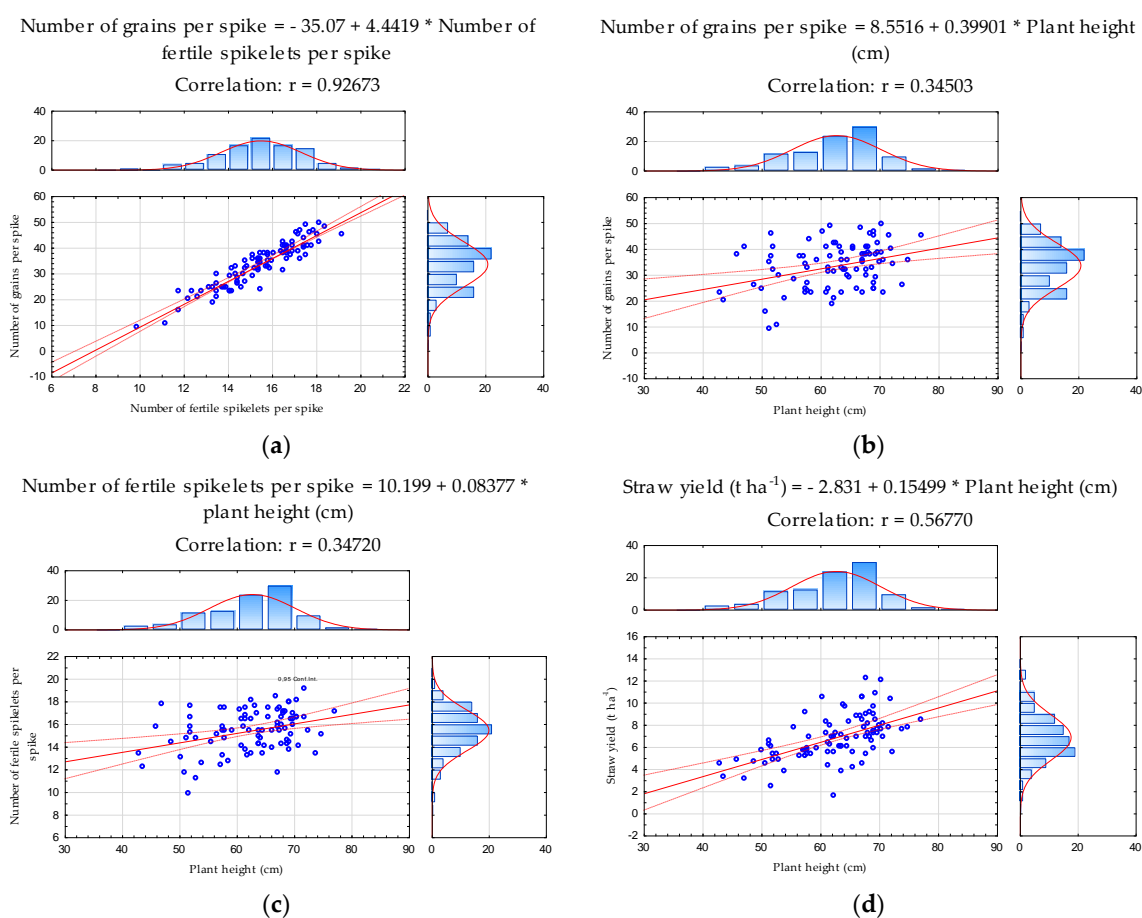 Number of grains per spike = - 35.07 + 4.4419 * Number of
fertile spikelets per spike
Correlation: r = 0.92673
40
20
0
60
50
40
30
20
10
0
-10
Number of grains per spike
6 8 10 12 14 16 18 20 22
Number of fertile spikelets per spike
0 20 40
(a)
Number of grains per spike = 8.5516 + 0.39901 * Plant height
(cm)
Correlation: r = 0.34503
40
20
0
60
50
40
30
20
10
0
-10
Number of grains per spike
30 40 50 60 70 80 90
Plant height (cm)
0 20 40
(b)
Number of fertile spikelets per spike = 10.199 + 0.08377 *
plant height (cm)
Correlation: r = 0.34720
40
20
0
22
20
18
16
14
12
10
8
6
Number of ferile spikelets per
spike
0,95 Conf.Int.
30 40 50 60 70 80 90
Plant height (cm)
0 20 40
(c)
Straw yield (t ha-1) = - 2.831 + 0.15499 * Plant height (cm)
Correlation: r = 0.56770
40
20
0
16
14
12
10
8
6
4
2
0
-2
Straw yield (t ha-1)
30 40 50 60 70 80 90
Plant height (cm)
0 20 40
(d)